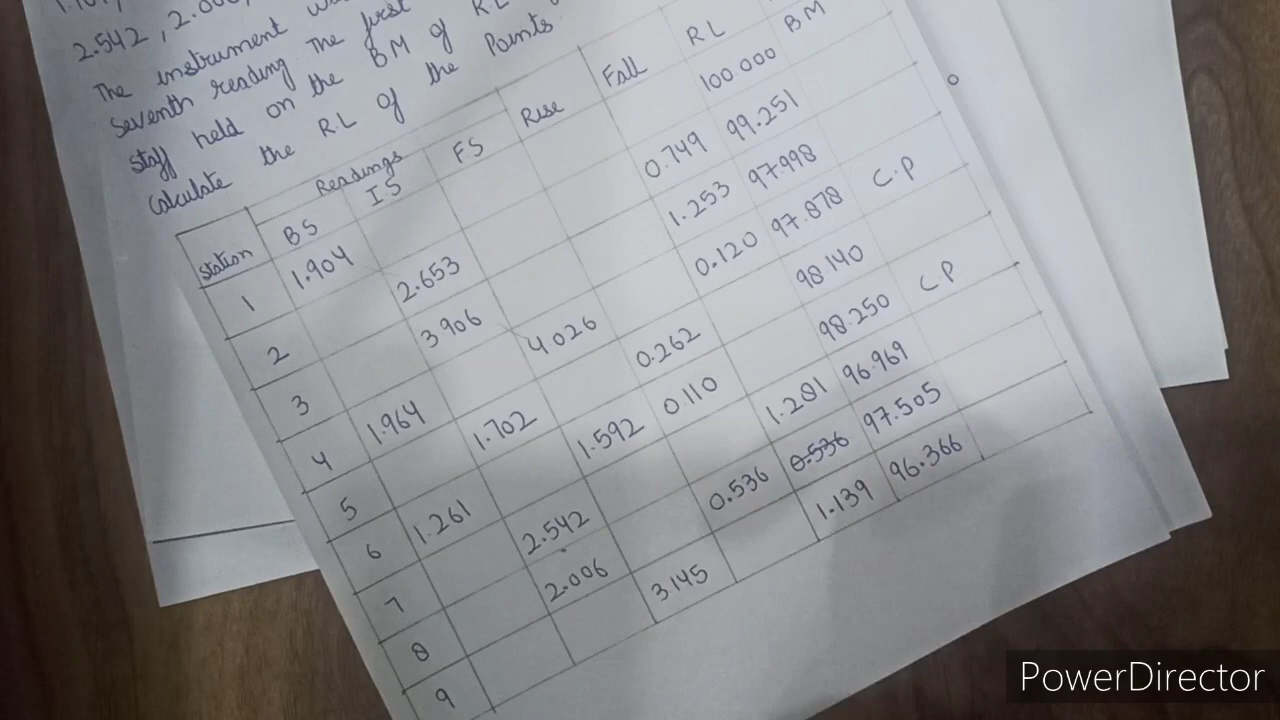 2.542, 2.006,
The instrument
Seventh reading The first
staff held on the BM of RL
Calculate the RL of the Points.
Station Readings Rise Fall RL
BS IS FS
1 1.904 100.000 BM
2 2.653 0.749 99.251
3 3.906 1.253 97.998
4 1.964 4026 0.120 97.878 C.P
5 1.702 0.262 98.140
6 1.261 1.592 0.110 98.250 CP
7 2.542 1.281 96.969
8 2.006 0.536 0.536 97.505
9 3.145 1.139 96.366
PowerDirector